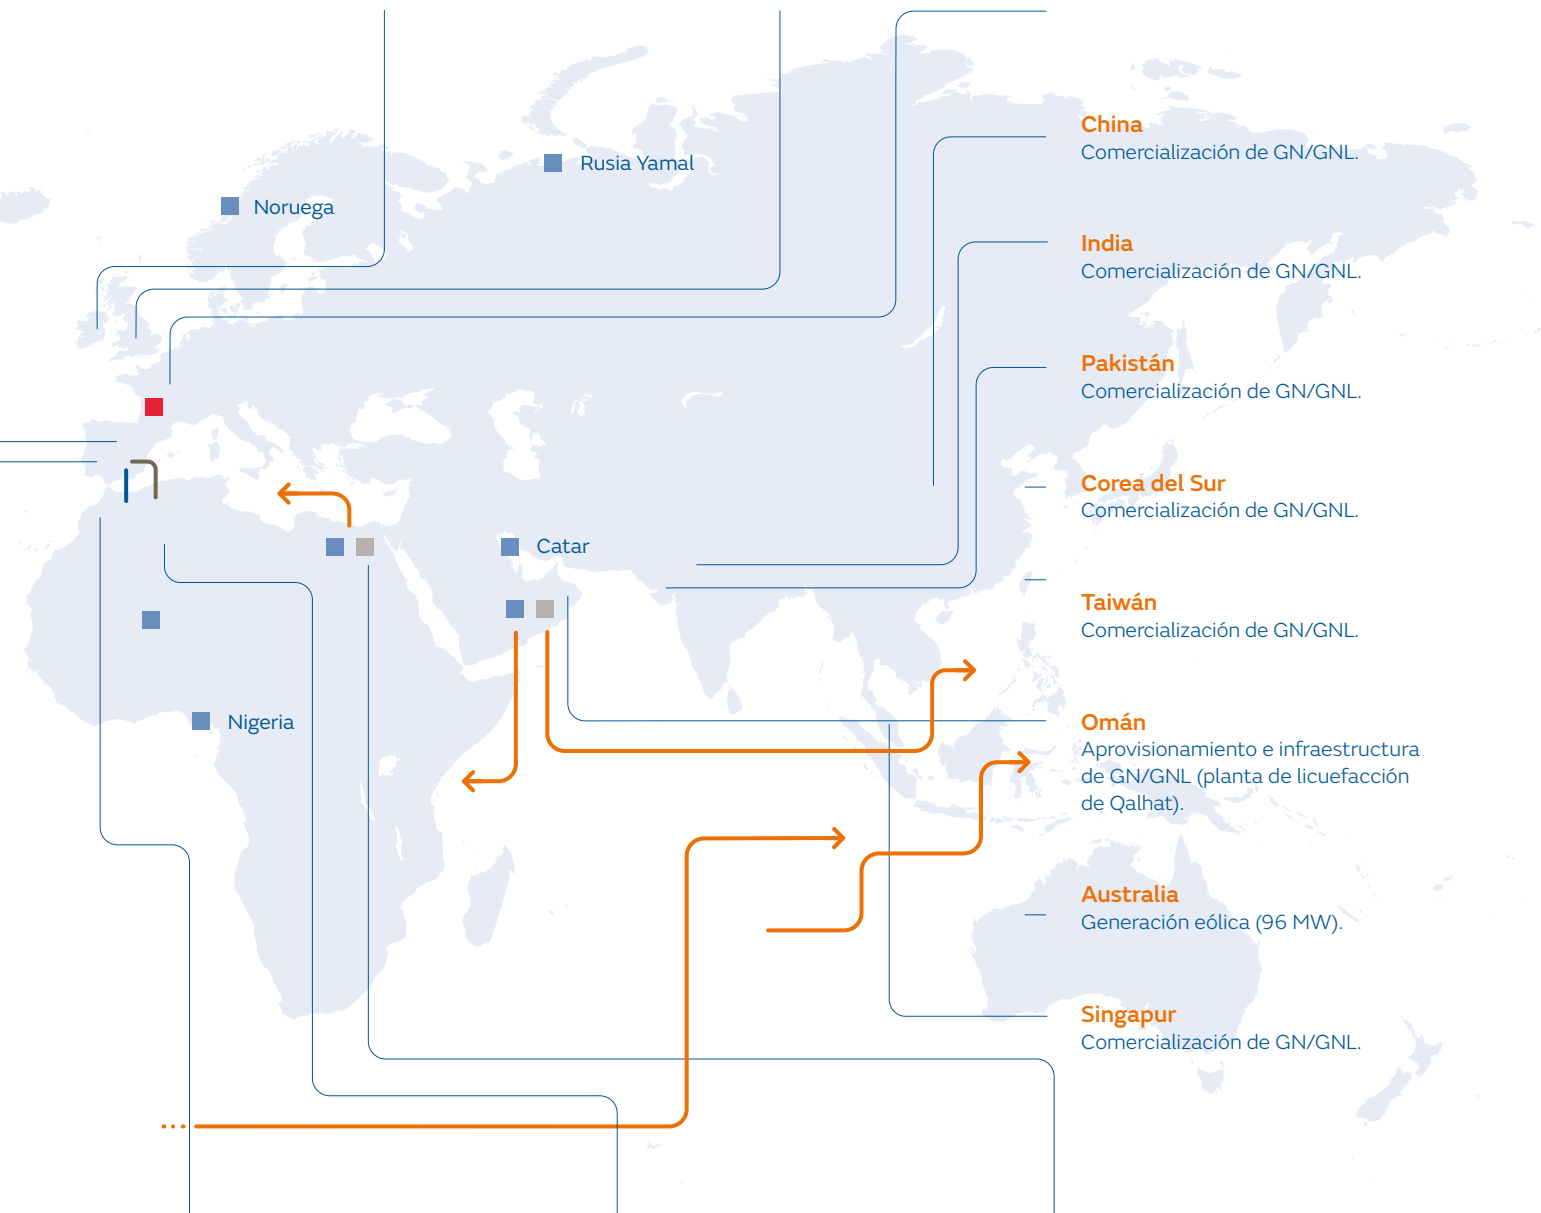 Rusia Yamal
Noruega
Catar
Nigeria
China
Comercialización de GN/GNL.
India
Comercialización de GN/GNL.
Pakistán
Comercialización de GN/GNL.
Corea del Sur
Comercialización de GN/GNL.
Taiwán
Comercialización de GN/GNL.
Omán
Aprovisionamiento e infraestructura
de GN/GNL (planta de licuefacción
de Qalhat).
Australia
Generación eólica (96 MW).
Singapur
Comercialización de GN/GNL.